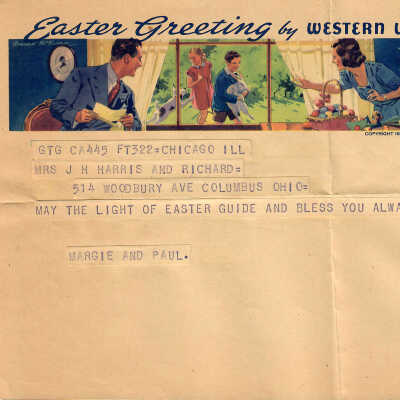 Easter Greeting by WESTERN U
COPYRIGHT 19
GTG CA445 FT322=CHICAGO ILL
MRS J H HARRIS AND RICHARD=
514 WOODBURY AVE COLUMBUS OHIO=
MAY THE LIGHT OF EASTER GUIDE AND BLESS YOU ALWA
MARGIE AND PAUL.